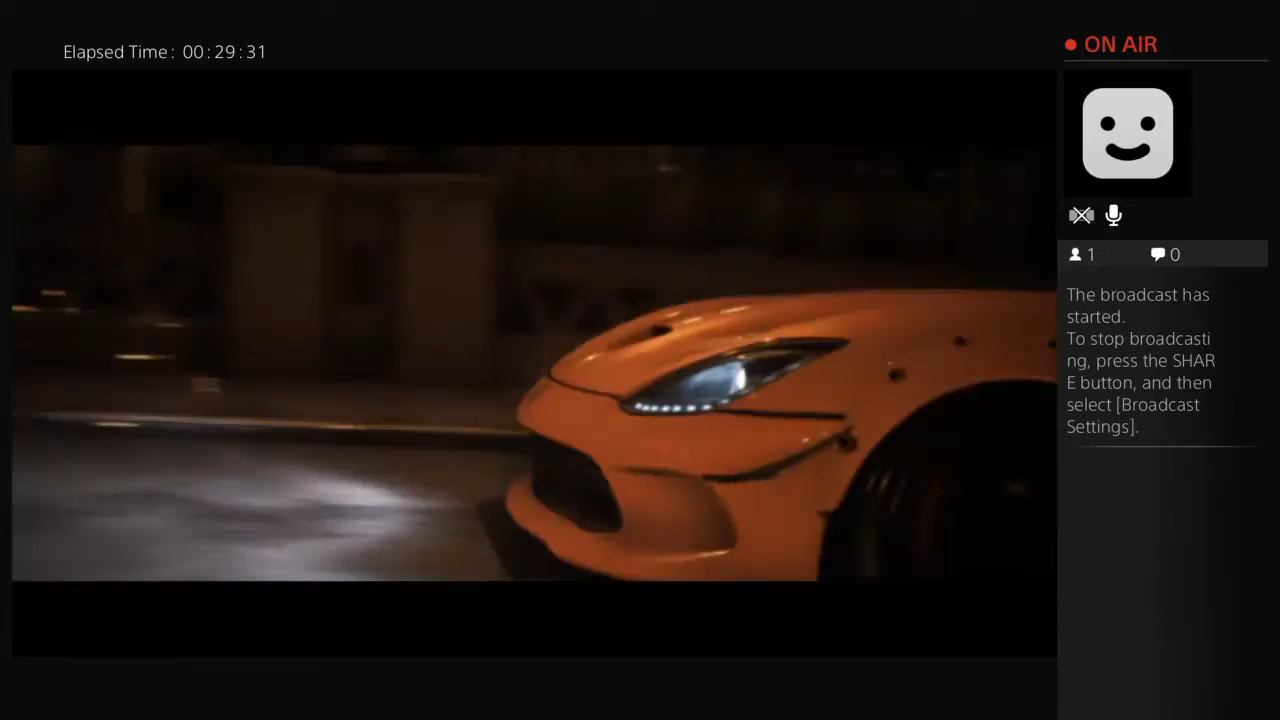 Elapsed Time: 00:29:31
ON AIR
1 0
The broadcast has
started.
To stop broadcasti
ng, press the SHAR
E button, and then
select [Broadcast
Settings].